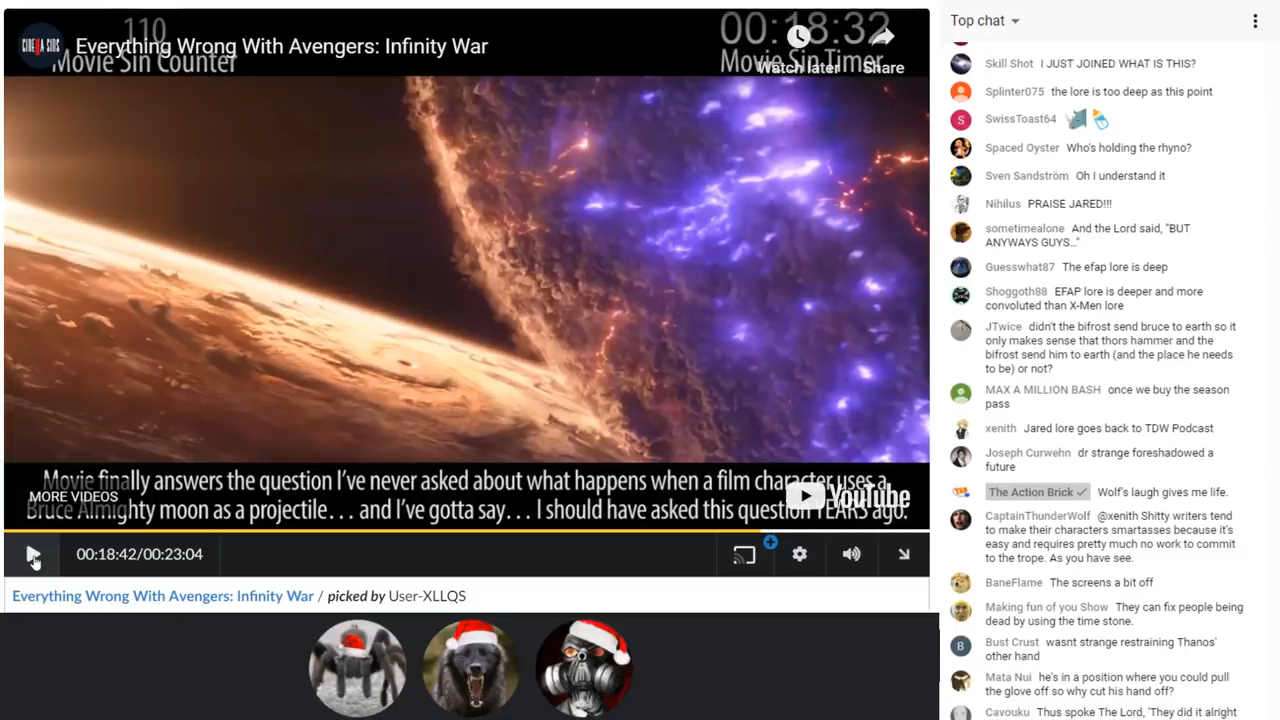 110
Movie Sin Counter
00:18:32
Movie Sin Timer
CINEMA SINS
Everything Wrong With Avengers: Infinity War
Watch later
Share
Movie finally answers the question I've never asked about what happens when a film character uses a
Bruce Almighty moon as a projectile... and I've gotta say... I should have asked this question YEARS ago.
MORE VIDEOS
YouTube
00:18:42/00:23:04
Everything Wrong With Avengers: Infinity War / picked by User-XLLQS
Top chat
Skill Shot I JUST JOINED WHAT IS THIS?
Splinter075 the lore is too deep as this point
S
SwissToast64
Spaced Oyster Who's holding the rhyno?
Sven Sandström Oh I understand it
Nihilus PRAISE JARED!!!
sometimealone And the Lord said, "BUT
ANYWAYS GUYS..."
Guesswhat87 The efap lore is deep
Shoggoth88 EFAP lore is deeper and more
convoluted than X-Men lore
JTwice didn't the bifrost send bruce to earth so it
only makes sense that thors hammer and the
bifrost send him to earth (and the place he needs
to be) or not?
MAX A MILLION BASH once we buy the season
pass
xenith Jared lore goes back to TDW Podcast
Joseph Curwehn dr strange foreshadowed a
future
The Action Brick Wolf's laugh gives me life.
CaptainThunderWolf @xenith Shitty writers tend
to make their characters smartasses because it's
easy and requires pretty much no work to commit
to the trope. As you have see.
BaneFlame The screens a bit off
Making fun of you Show They can fix people being
dead by using the time stone.
B
Bust Crust wasnt strange restraining Thanos'
other hand
Mata Nui he's in a position where you could pull
the glove off so why cut his hand off?
Cavouku Thus spoke The Lord, 'They did it alright